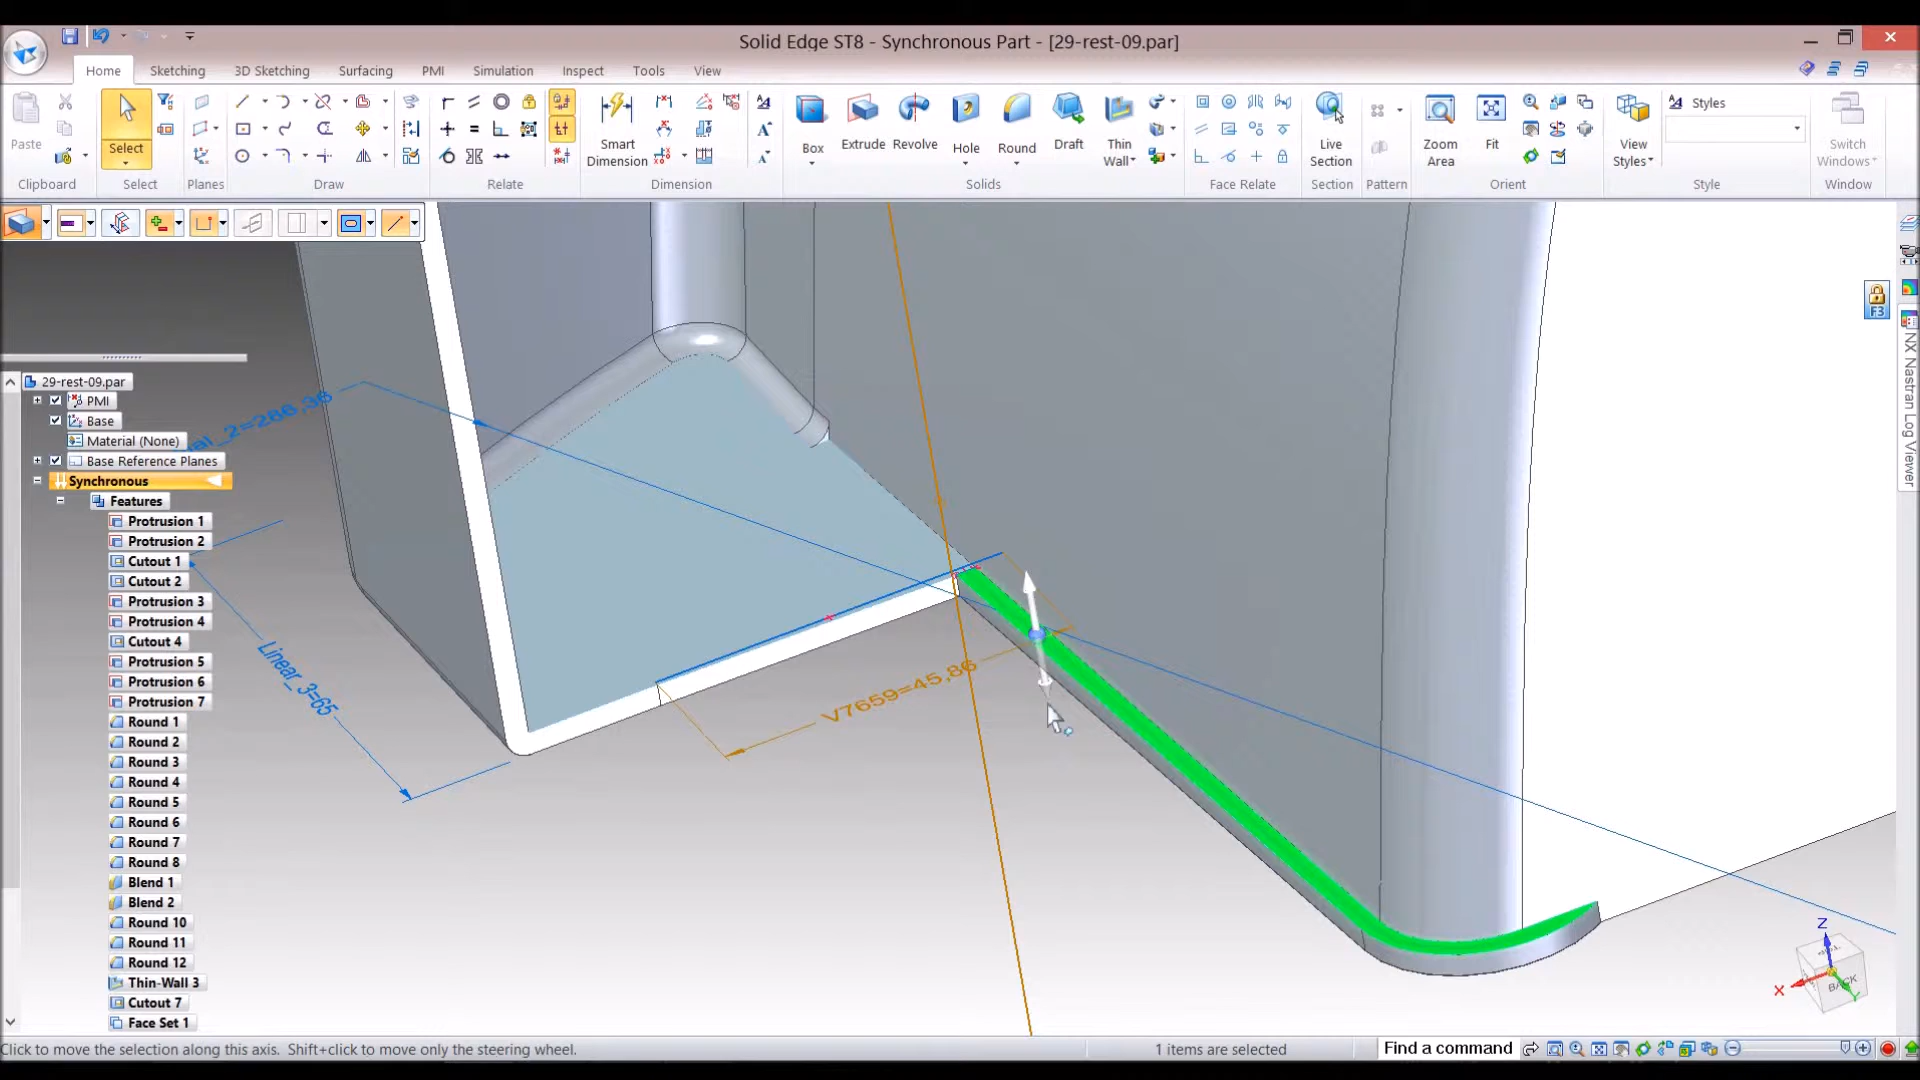 Solid Edge ST8 - Synchronous Part - [29-rest-09.par]
Home Sketching 3D Sketching Surfacing PMI Simulation Inspect Tools View
Paste
Select
Smart Dimension
Box Extrude Revolve Hole Round Draft Thin Wall
Live Section
Zoom Area
Fit
View Styles
Styles
Switch Windows
Clipboard Select Planes Draw Relate Dimension Solids Face Relate Section Pattern Orient Style Window
F3
NX Nastran Log Viewer
29-rest-09.par
PMI
Base
Material (None)
Base Reference Planes
Synchronous
Features
Protrusion 1
Protrusion 2
Cutout 1
Cutout 2
Protrusion 3
Protrusion 4
Cutout 4
Protrusion 5
Protrusion 6
Protrusion 7
Round 1
Round 2
Round 3
Round 4
Round 5
Round 6
Round 7
Round 8
Blend 1
Blend 2
Round 10
Round 11
Round 12
Thin-Wall 3
Cutout 7
Face Set 1
_2=286,36
Linear_3=65
V7659=45,86
Z
X
Y
BACK
Click to move the selection along this axis. Shift+click to move only the steering wheel.
1 items are selected
Find a command